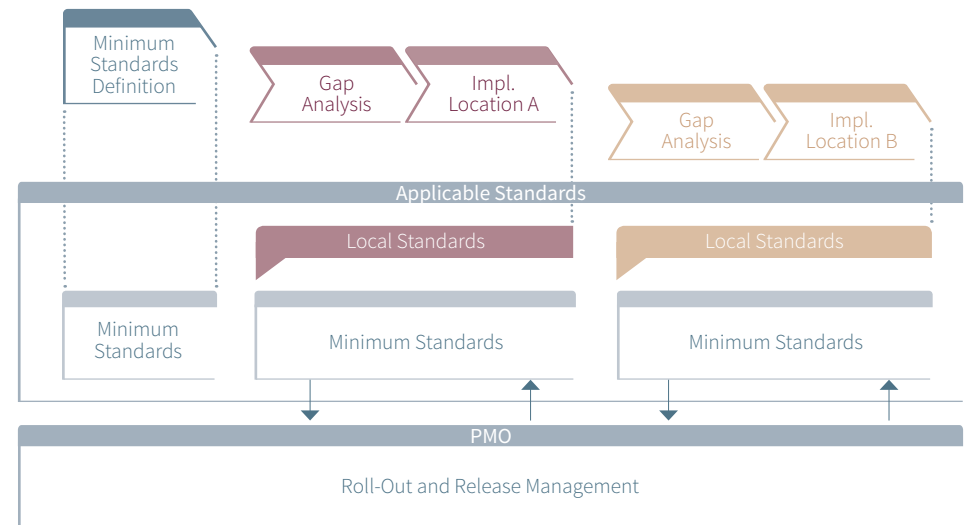 Minimum
Standards
Definition
Gap
Analysis
Impl.
Location A
Gap
Analysis
Impl.
Location B
Applicable Standards
Local Standards
Local Standards
Minimum
Standards
Minimum Standards
Minimum Standards
PMO
Roll-Out and Release Management